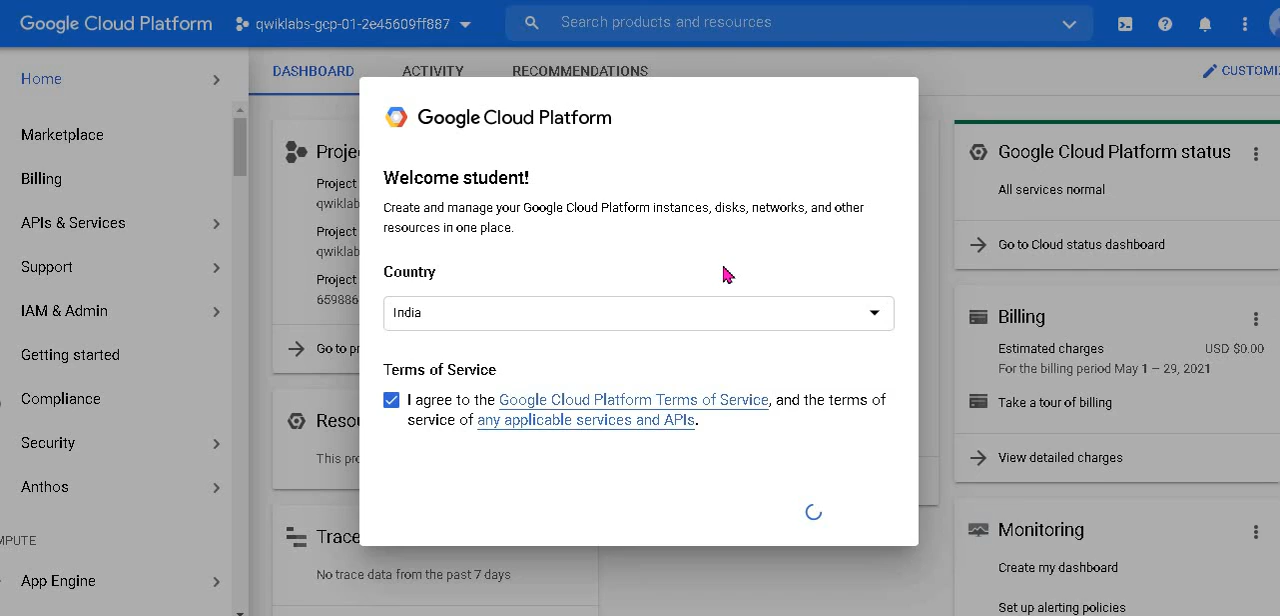 Google Cloud Platform
qwiklabs-gcp-01-2e45609ff887
Search products and resources
Home
Marketplace
Billing
APIs & Services
Support
IAM & Admin
Getting started
Compliance
Security
Anthos
MPUTE
App Engine
DASHBOARD
ACTIVITY
RECOMMENDATIONS
CUSTOMIZ
Projec
Project
qwiklabs
Project
qwiklabs
Project
659886
Go to pr
Resou
This pro
Trace
No trace data from the past 7 days
Google Cloud Platform
Welcome student!
Create and manage your Google Cloud Platform instances, disks, networks, and other
resources in one place.
Country
India
Terms of Service
I agree to the Google Cloud Platform Terms of Service, and the terms of
service of any applicable services and APIs.
Google Cloud Platform status
All services normal
Go to Cloud status dashboard
Billing
Estimated charges USD $0.00
For the billing period May 1 – 29, 2021
Take a tour of billing
View detailed charges
Monitoring
Create my dashboard
Set up alerting policies